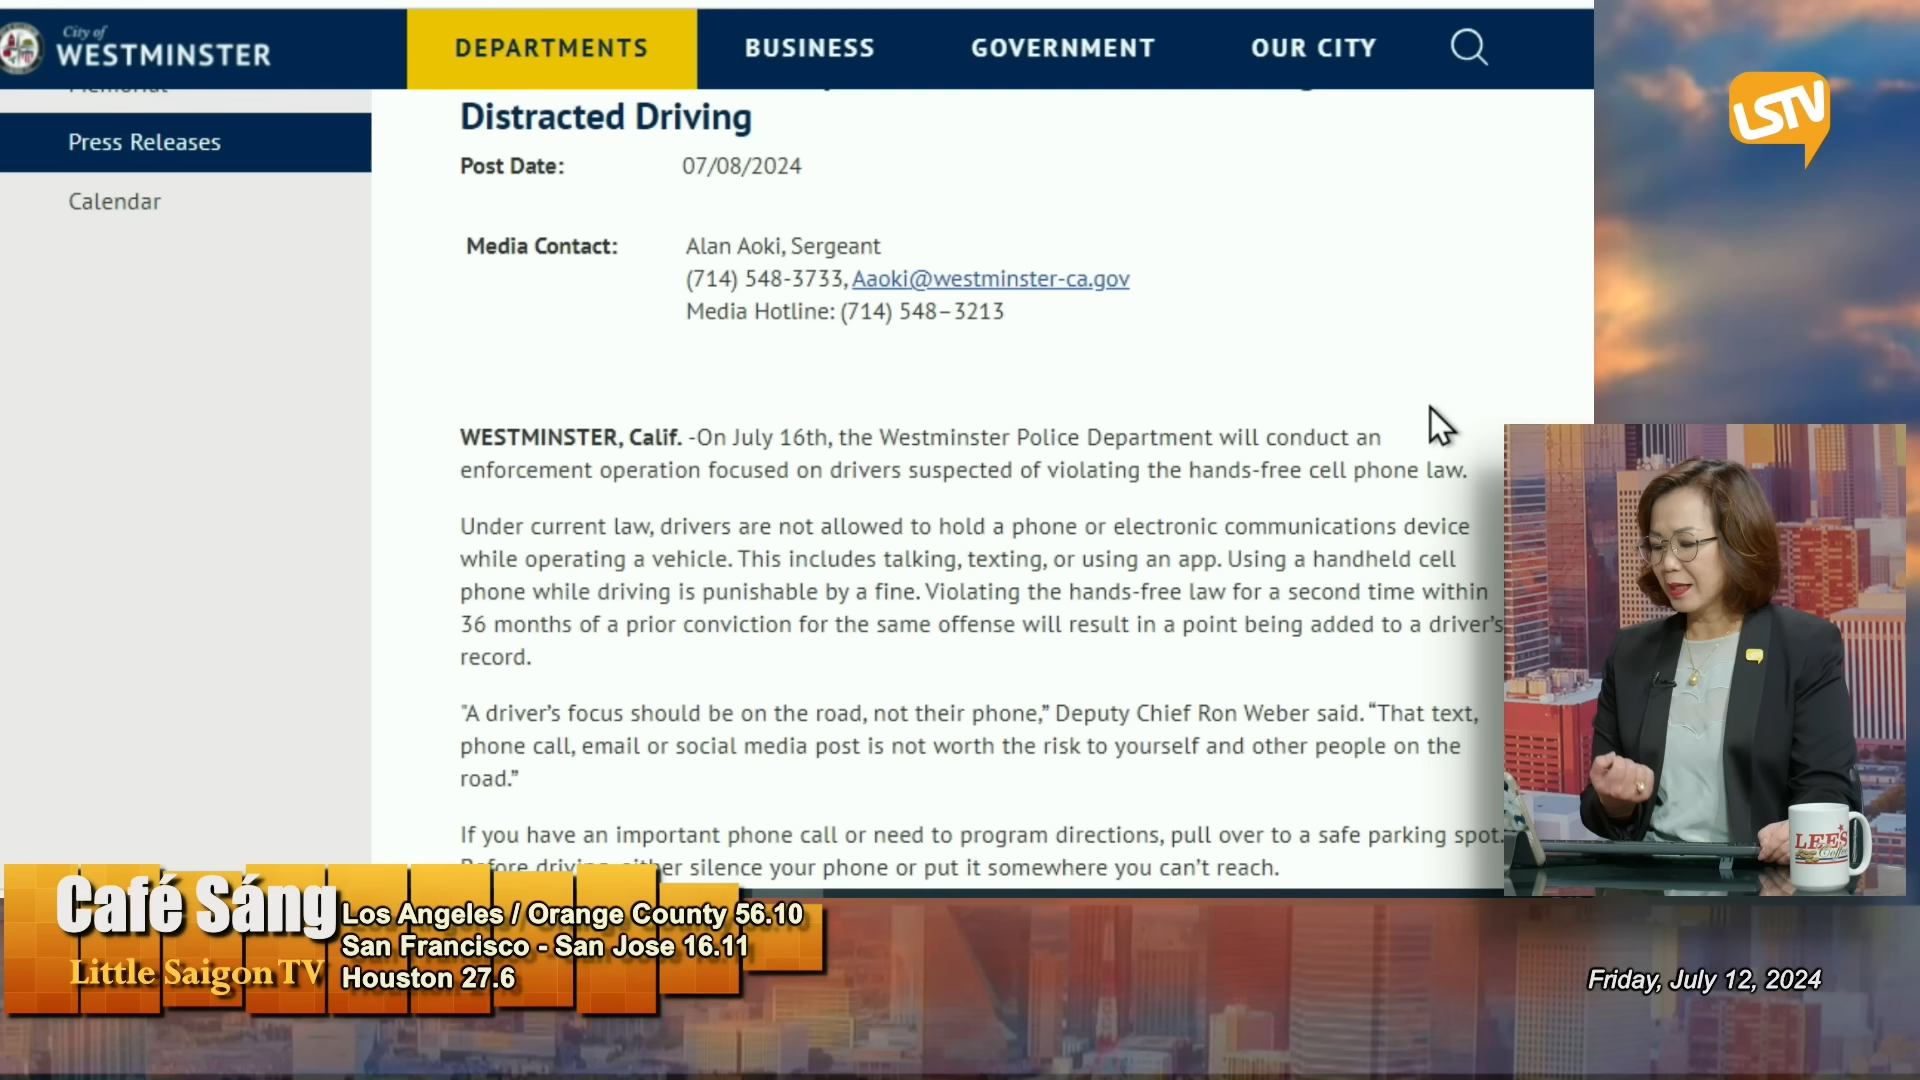 City of
WESTMINSTER
DEPARTMENTS
BUSINESS
GOVERNMENT
OUR CITY
LSTV
Memorial
Press Releases
Calendar
Distracted Driving
Post Date: 07/08/2024
Media Contact: Alan Aoki, Sergeant
(714) 548-3733, Aaoki@westminster-ca.gov
Media Hotline: (714) 548–3213
WESTMINSTER, Calif. -On July 16th, the Westminster Police Department will conduct an
enforcement operation focused on drivers suspected of violating the hands-free cell phone law.
Under current law, drivers are not allowed to hold a phone or electronic communications device
while operating a vehicle. This includes talking, texting, or using an app. Using a handheld cell
phone while driving is punishable by a fine. Violating the hands-free law for a second time within
36 months of a prior conviction for the same offense will result in a point being added to a driver's
record.
"A driver’s focus should be on the road, not their phone,” Deputy Chief Ron Weber said. “That text,
phone call, email or social media post is not worth the risk to yourself and other people on the
road.”
If you have an important phone call or need to program directions, pull over to a safe parking spot.
Before driving, either silence your phone or put it somewhere you can’t reach.
LEE'S
Coffee
Café Sáng
Little Saigon TV
Los Angeles / Orange County 56.10
San Francisco - San Jose 16.11
Houston 27.6
Friday, July 12, 2024